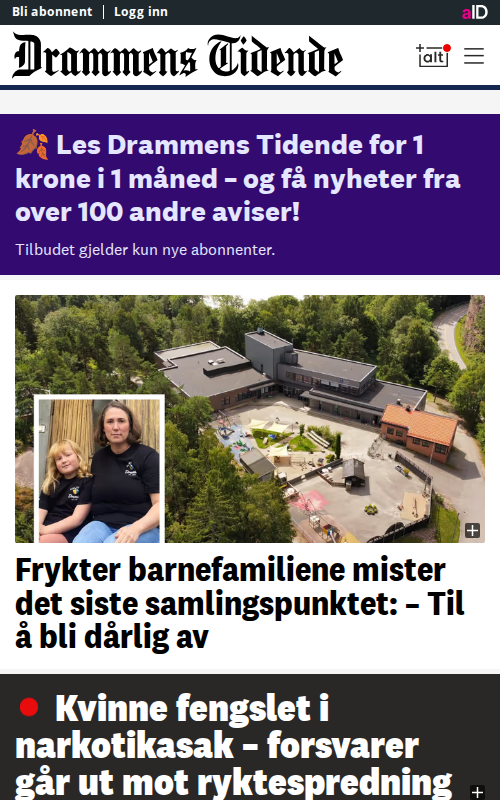 Bli abonnent
Logg inn
aID
Drammens Tidende
+alt
Les Drammens Tidende for 1
krone i 1 måned – og få nyheter fra
over 100 andre aviser!
Tilbudet gjelder kun nye abonnenter.
Frykter barnefamiliene mister
det siste samlingspunktet: – Til
å bli dårlig av
Kvinne fengslet i
narkotikasak – forsvarer
går ut mot ryktespredning